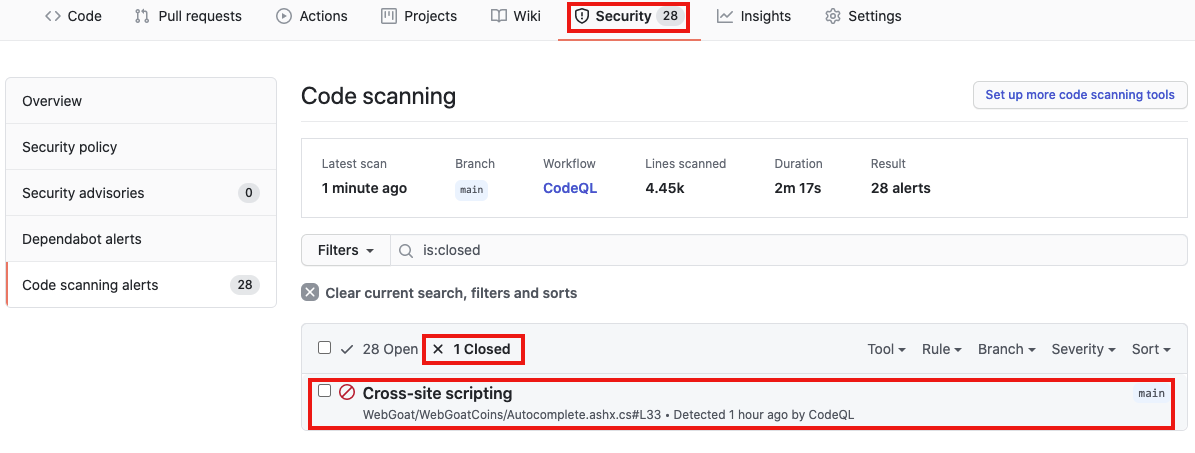 Code Pull requests Actions Projects Wiki Security 28 Insights Settings
Overview
Security policy
Security advisories 0
Dependabot alerts
Code scanning alerts 28
Code scanning
Set up more code scanning tools
Latest scan Branch Workflow Lines scanned Duration Result
1 minute ago main CodeQL 4.45k 2m 17s 28 alerts
Filters is:closed
Clear current search, filters and sorts
28 Open 1 Closed Tool Rule Branch Severity Sort
Cross-site scripting main
WebGoat/WebGoatCoins/Autocomplete.ashx.cs#L33 • Detected 1 hour ago by CodeQL